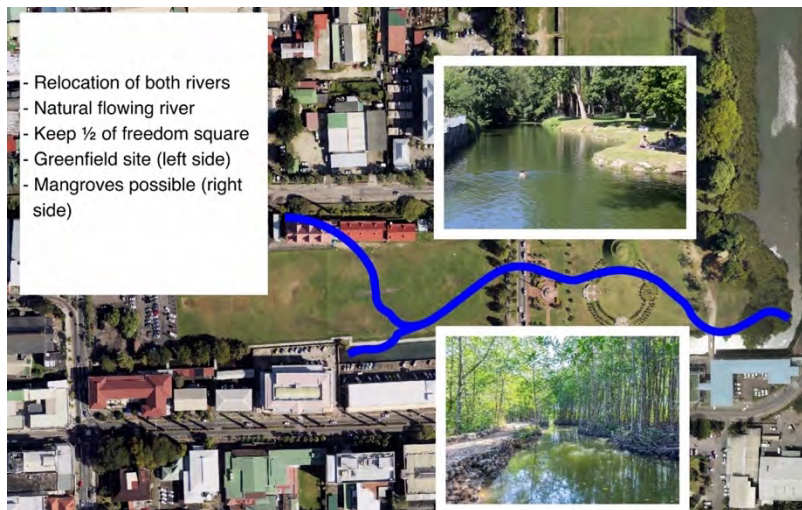 - Relocation of both rivers
- Natural flowing river
- Keep ½ of freedom square
- Greenfield site (left side)
- Mangroves possible (right
side)